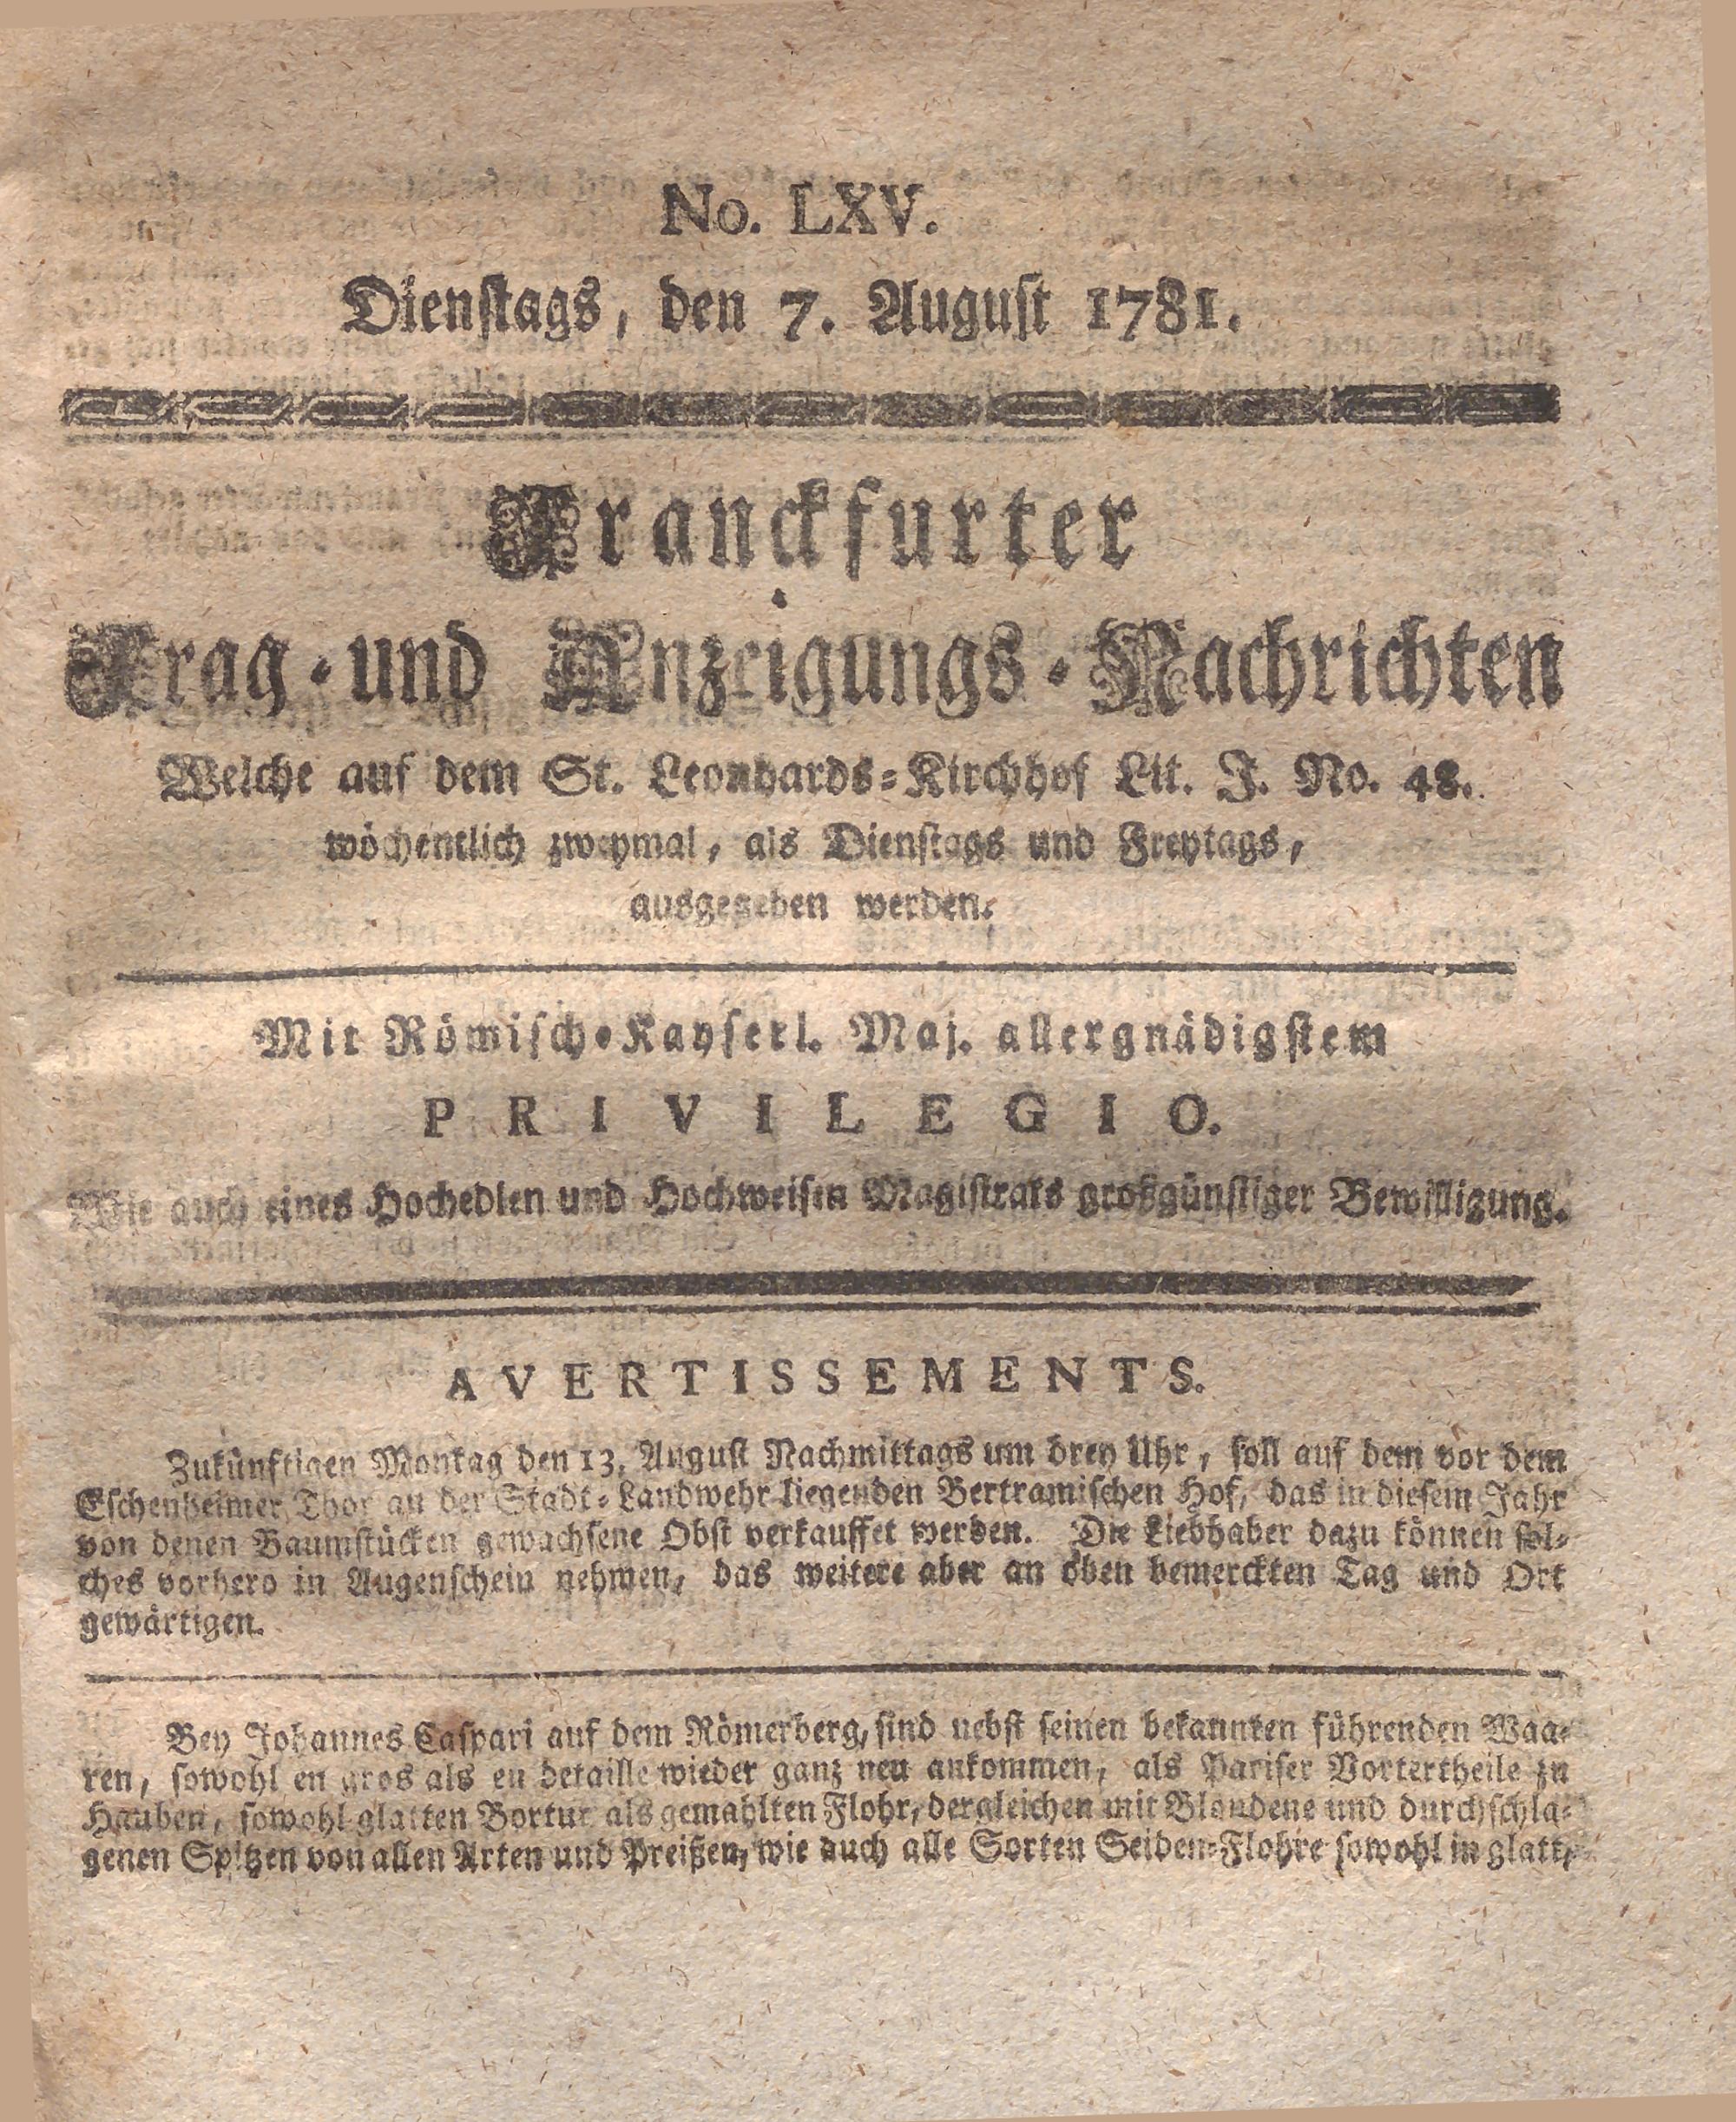 No. LXV.
Dienstags, den 7. August 1781.
Franckfurter
Frag- und Anzeigungs-Nachrichten
Welche auf dem St. Leonhards-Kirchhof Lit. J. No. 48.
wöchentlich zweymal, als Dienstags und Freytags,
ausgegeben werden.
Mit Römisch-Kayserl. Maj. allergnädigstem
PRIVILEGIO.
Wie auch eines Hochedlen und Hochweisen Magistrats großgünstiger Bewilligung.
AVERTISSEMENTS.
Zukünftigen Montag den 13. August Nachmittags um drey Uhr, soll auf dem vor dem
Eschenheimer Thor an der Stadt-Landwehr liegenden Bertramischen Hof, das in diesem Jahr
von denen Baumstücken gewachsene Obst verkauffet werden. Die Liebhaber dazu können sol-
ches vorhero in Augenschein nehmen, das weitere aber an oben bemerckten Tag und Ort
gewärtigen.
Bey Johannes Caspari auf dem Römerberg, sind nebst seinen bekannten führenden Waa-
ren, sowohl en gros als en detaille wieder ganz neu ankommen, als Pariser Vortertheile zu
Hauben, sowohl glatten Bortur als gemahlten Flohr, dergleichen mit Blondene und durchschla-
genen Spitzen von allen Arten und Preißen, wie auch alle Sorten Seiden-Flohre sowohl in glatt,